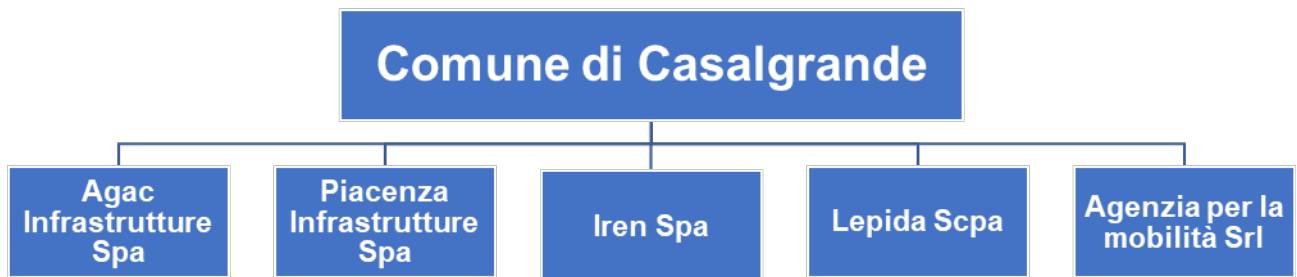 Comune di Casalgrande
Agac
Infrastrutture
Spa
Piacenza
Infrastrutture
Spa
Iren Spa
Lepida Scpa
Agenzia per la
mobilità Srl